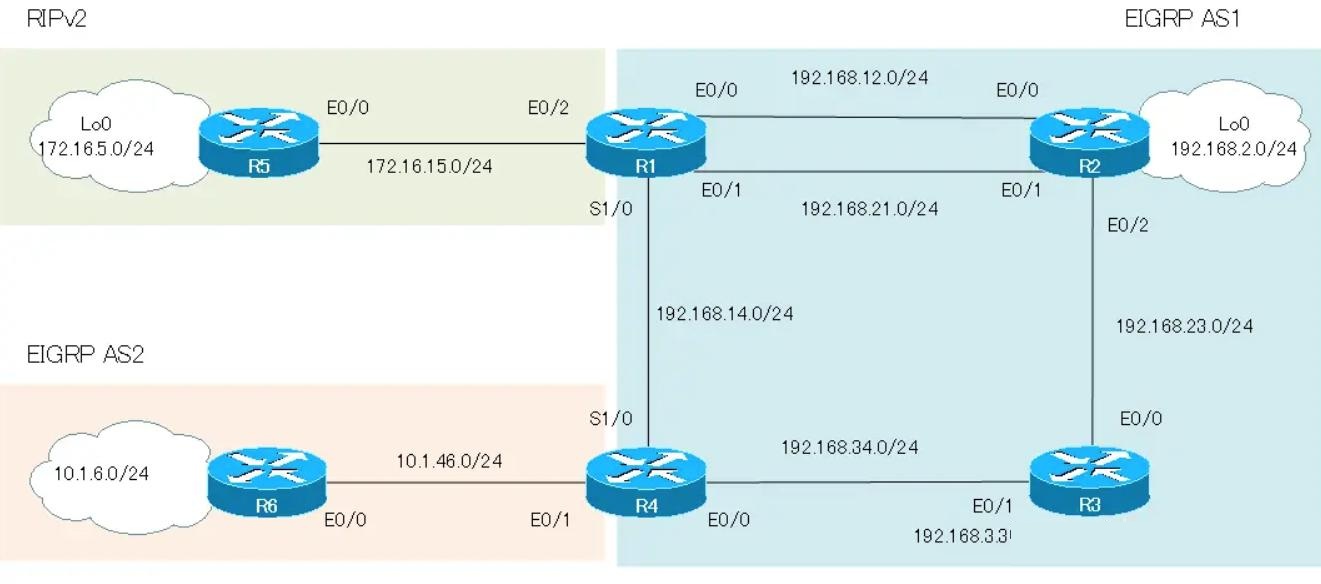 RIPv2
EIGRP AS1
192.168.12.0/24
E0/0
E0/0
E0/0
E0/2
Lo0
172.16.5.0/24
Lo0
192.168.2.0/24
R5
R1
R2
172.16.15.0/24
E0/1
E0/1
S1/0
192.168.21.0/24
E0/2
192.168.14.0/24
192.168.23.0/24
EIGRP AS2
S1/0
E0/0
192.168.34.0/24
10.1.46.0/24
10.1.6.0/24
R6
R4
R3
E0/0
E0/1
E0/0
E0/1
192.168.3.3